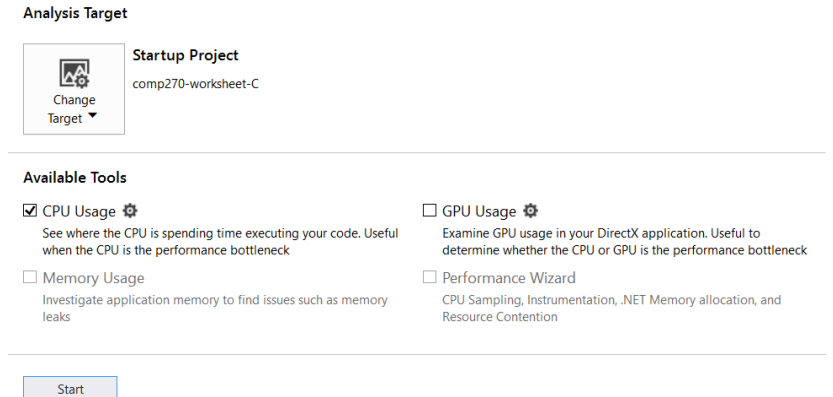 Analysis Target
Change
Target
Startup Project
comp270-worksheet-C
Available Tools
CPU Usage
See where the CPU is spending time executing your code. Useful
when the CPU is the performance bottleneck
GPU Usage
Examine GPU usage in your DirectX application. Useful to
determine whether the CPU or GPU is the performance bottleneck
Memory Usage
Investigate application memory to find issues such as memory
leaks
Performance Wizard
CPU Sampling, Instrumentation, .NET Memory allocation, and
Resource Contention
Start